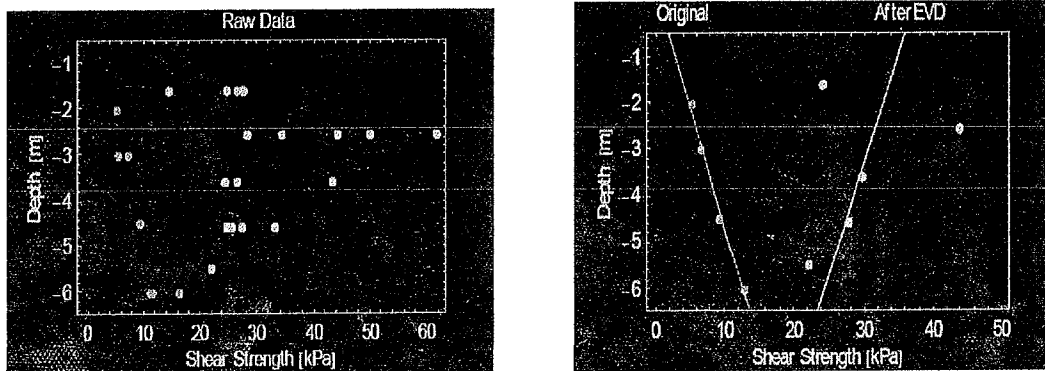 Raw Data
-1
-2
-3
-4
-5
-6
Depth [m]
0 10 20 30 40 50 60
Shear Strength [kPa]
Original After EVD
-1
-2
-3
-4
-5
-6
Depth [m]
0 10 20 30 40 50
Shear Strength [kPa]